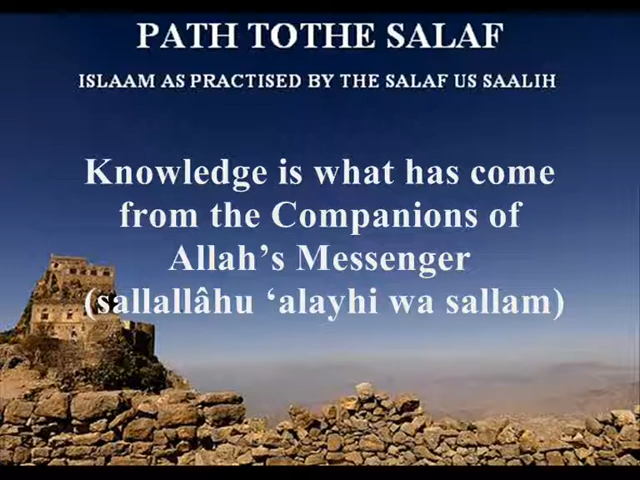 PATH TOTHE SALAF
ISLAAM AS PRACTISED BY THE SALAF US SAALIH
Knowledge is what has come
from the Companions of
Allah’s Messenger
(sallallâhu ‘alayhi wa sallam)